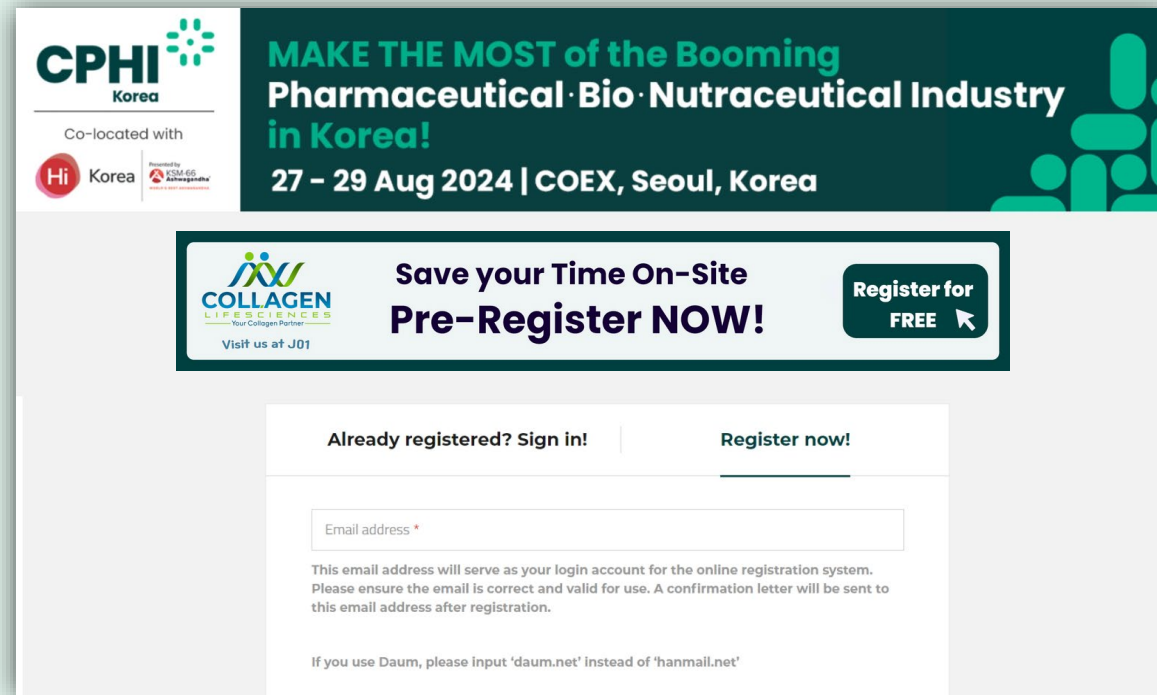 CPHI
Korea
Co-located with
Hi Korea
Presented by
KSM-66
Ashwagandha
MAKE THE MOST of the Booming
Pharmaceutical·Bio·Nutraceutical Industry
in Korea!
27 – 29 Aug 2024 | COEX, Seoul, Korea
COLLAGEN
LIFESCIENCES
Your Collagen Partner
Visit us at J01
Save your Time On-Site
Pre-Register NOW!
Register for
FREE
Already registered? Sign in!
Register now!
Email address *
This email address will serve as your login account for the online registration system.
Please ensure the email is correct and valid for use. A confirmation letter will be sent to
this email address after registration.
If you use Daum, please input ‘daum.net’ instead of ‘hanmail.net’